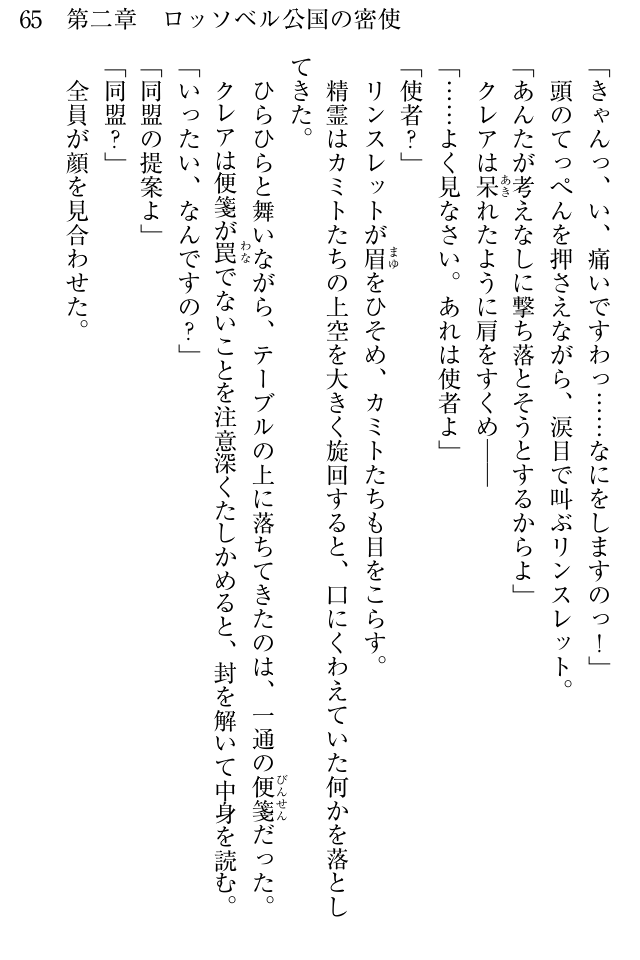 65 第二章 ロッソベル公国の密使
「きゃんっ、い、痛いですわっ……なにをしますのっ！」
頭のてっぺんを押さえながら、涙目で叫ぶリンスレット。
「あんたが考えなしに撃ち落とそうとするからよ」
クレアは呆れたように肩をすくめ――
あき
「……よく見なさい。あれは使者よ」
「使者？」
リンスレットが眉をひそめ、カミトたちも目をこらす。
まゆ
精霊はカミトたちの上空を大きく旋回すると、口にくわえていた何かを落とし
てきた。
ひらひらと舞いながら、テーブルの上に落ちてきたのは、一通の便箋だった。
びんせん
クレアは便箋が罠でないことを注意深くたしかめると、封を解いて中身を読む。
わな
「いったい、なんですの？」
「同盟の提案よ」
「同盟？」
全員が顔を見合わせた。